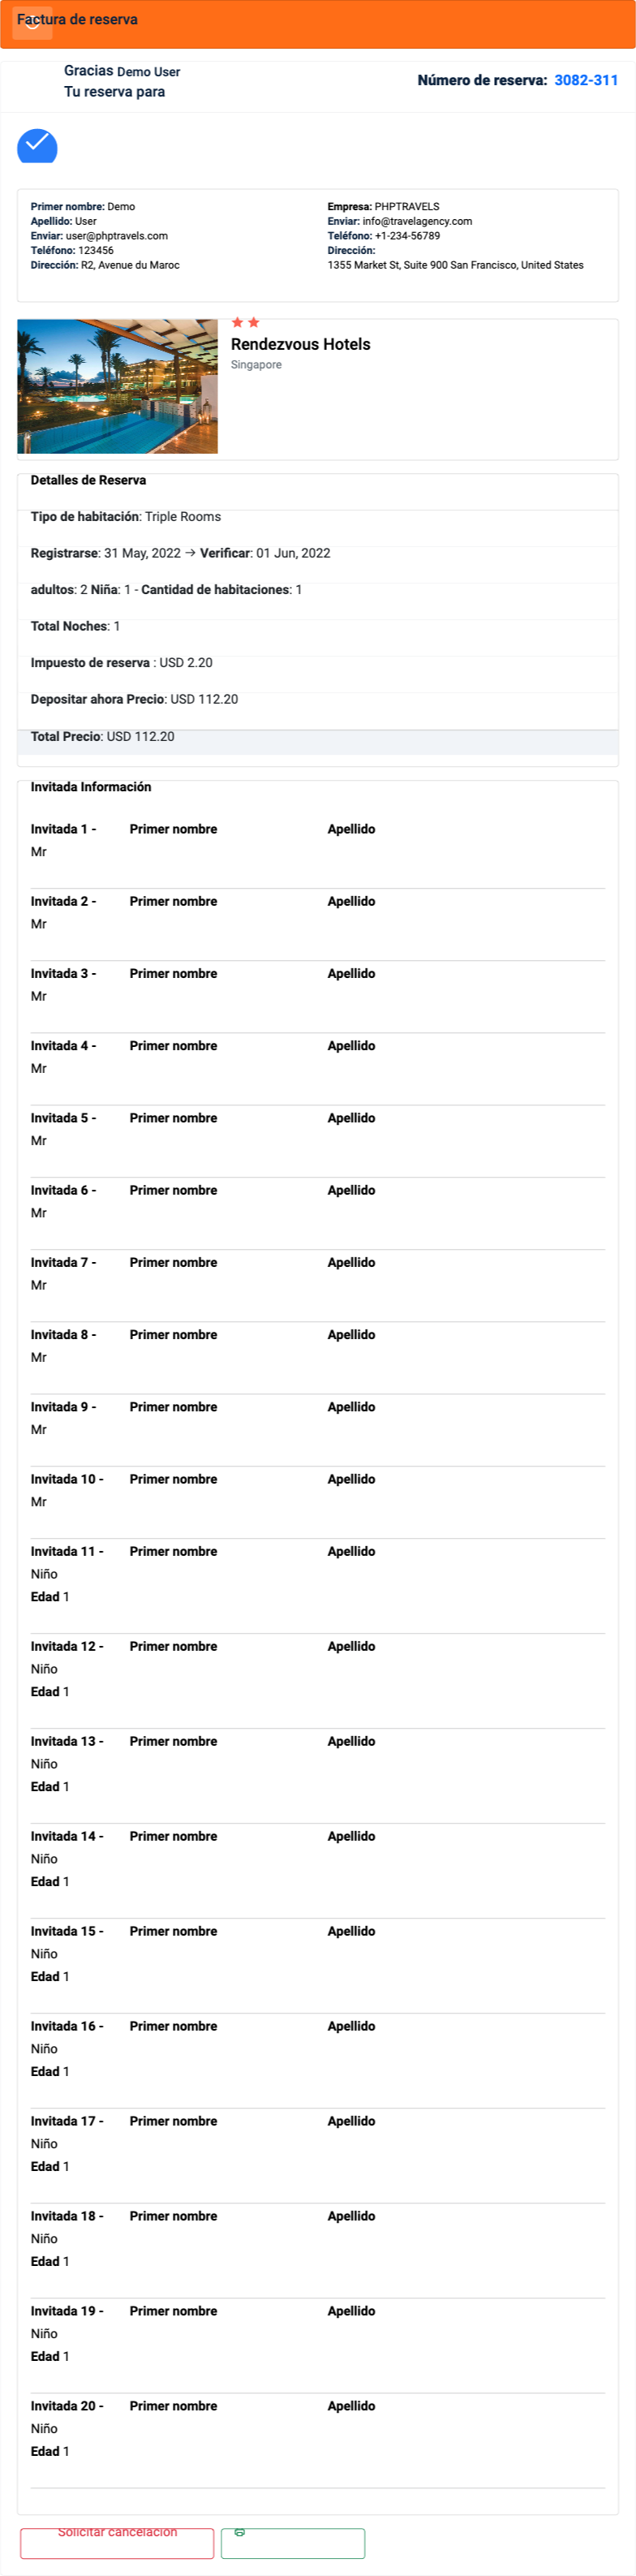 Factura de reserva
Gracias Demo User
Tu reserva para
Número de reserva: 3082-311
Primer nombre: Demo
Apellido: User
Enviar: user@phptravels.com
Teléfono: 123456
Dirección: R2, Avenue du Maroc
Empresa: PHPTRAVELS
Enviar: info@travelagency.com
Teléfono: +1-234-56789
Dirección:
1355 Market St, Suite 900 San Francisco, United States
Rendezvous Hotels
Singapore
Detalles de Reserva
Tipo de habitación: Triple Rooms
Registrarse: 31 May, 2022 → Verificar: 01 Jun, 2022
adultos: 2 Niña: 1 - Cantidad de habitaciones: 1
Total Noches: 1
Impuesto de reserva : USD 2.20
Depositar ahora Precio: USD 112.20
Total Precio: USD 112.20
Invitada Información
Invitada 1 - Primer nombre Apellido
Mr
Invitada 2 - Primer nombre Apellido
Mr
Invitada 3 - Primer nombre Apellido
Mr
Invitada 4 - Primer nombre Apellido
Mr
Invitada 5 - Primer nombre Apellido
Mr
Invitada 6 - Primer nombre Apellido
Mr
Invitada 7 - Primer nombre Apellido
Mr
Invitada 8 - Primer nombre Apellido
Mr
Invitada 9 - Primer nombre Apellido
Mr
Invitada 10 - Primer nombre Apellido
Mr
Invitada 11 - Primer nombre Apellido
Niño
Edad 1
Invitada 12 - Primer nombre Apellido
Niño
Edad 1
Invitada 13 - Primer nombre Apellido
Niño
Edad 1
Invitada 14 - Primer nombre Apellido
Niño
Edad 1
Invitada 15 - Primer nombre Apellido
Niño
Edad 1
Invitada 16 - Primer nombre Apellido
Niño
Edad 1
Invitada 17 - Primer nombre Apellido
Niño
Edad 1
Invitada 18 - Primer nombre Apellido
Niño
Edad 1
Invitada 19 - Primer nombre Apellido
Niño
Edad 1
Invitada 20 - Primer nombre Apellido
Niño
Edad 1
Solicitar cancelación